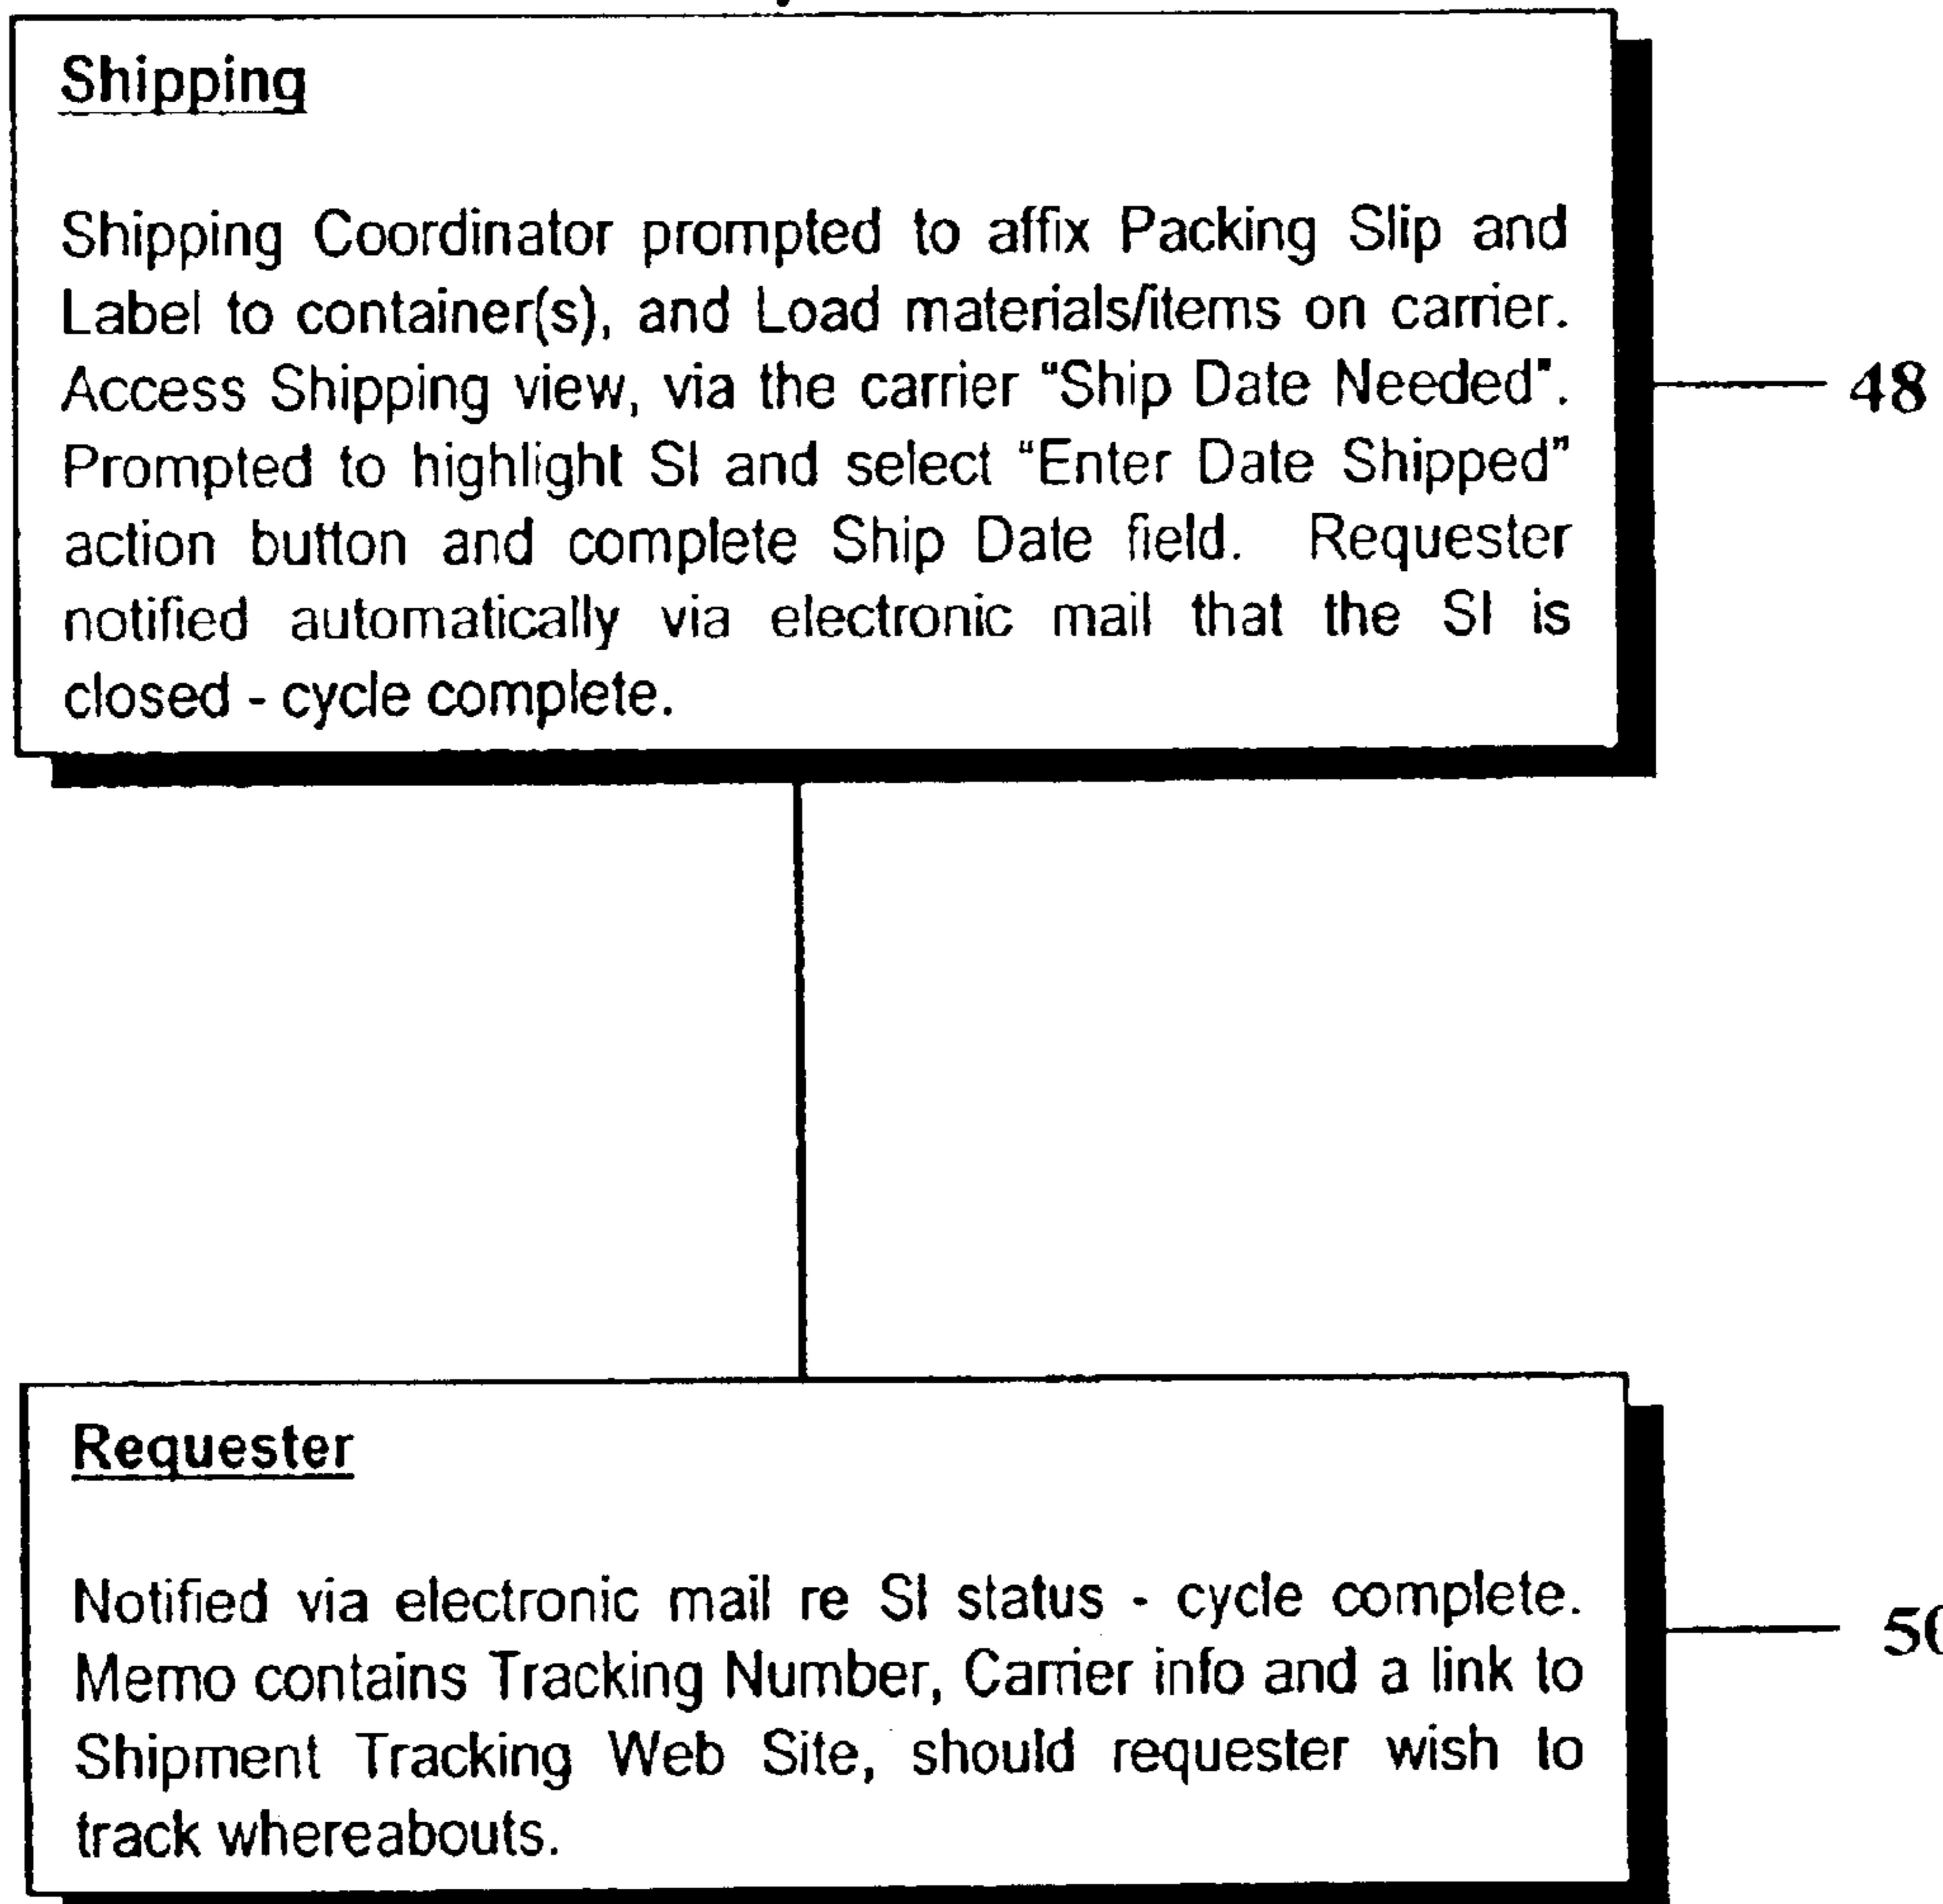 Shipping
Shipping Coordinator prompted to affix Packing Slip and
Label to container(s), and Load materials/items on carrier.
Access Shipping view, via the carrier “Ship Date Needed”.
Prompted to highlight SI and select “Enter Date Shipped”
action button and complete Ship Date field. Requester
notified automatically via electronic mail that the SI is
closed - cycle complete.
48
Requester
Notified via electronic mail re SI status - cycle complete.
Memo contains Tracking Number, Carrier info and a link to
Shipment Tracking Web Site, should requester wish to
track whereabouts.
50